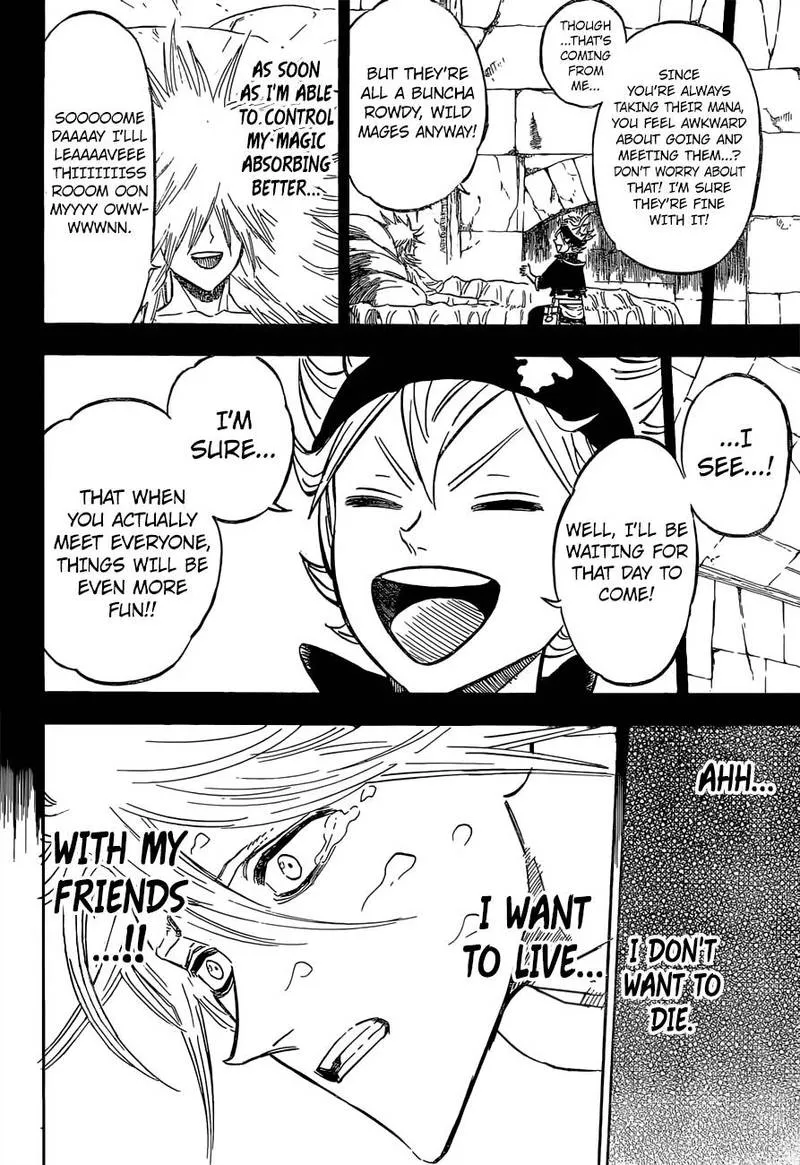 THOUGH
...THAT'S
COMING
FROM
ME...
SINCE
YOU'RE ALWAYS
TAKING THEIR MANA,
YOU FEEL AWKWARD
ABOUT GOING AND
MEETING THEM...?
DON'T WORRY ABOUT
THAT! I'M SURE
THEY'RE FINE
WITH IT!
BUT THEY'RE
ALL A BUNCHA
ROWDY, WILD
MAGES ANYWAY!
AS SOON
AS I'M ABLE
TO CONTROL
MY MAGIC
ABSORBING
BETTER...
SOOOOOME
DAAAAY I'LLL
LEAAAAVEEE
THIIIIIIISS
ROOOM OON
MYYYY OWW-
WWWNN.
...I
SEE...!
WELL, I'LL BE
WAITING FOR
THAT DAY TO
COME!
I'M
SURE...
THAT WHEN
YOU ACTUALLY
MEET EVERYONE,
THINGS WILL BE
EVEN MORE
FUN!!
AHH...
I DON'T
WANT TO
DIE.
I WANT
TO LIVE...
WITH MY
FRIENDS
...!!